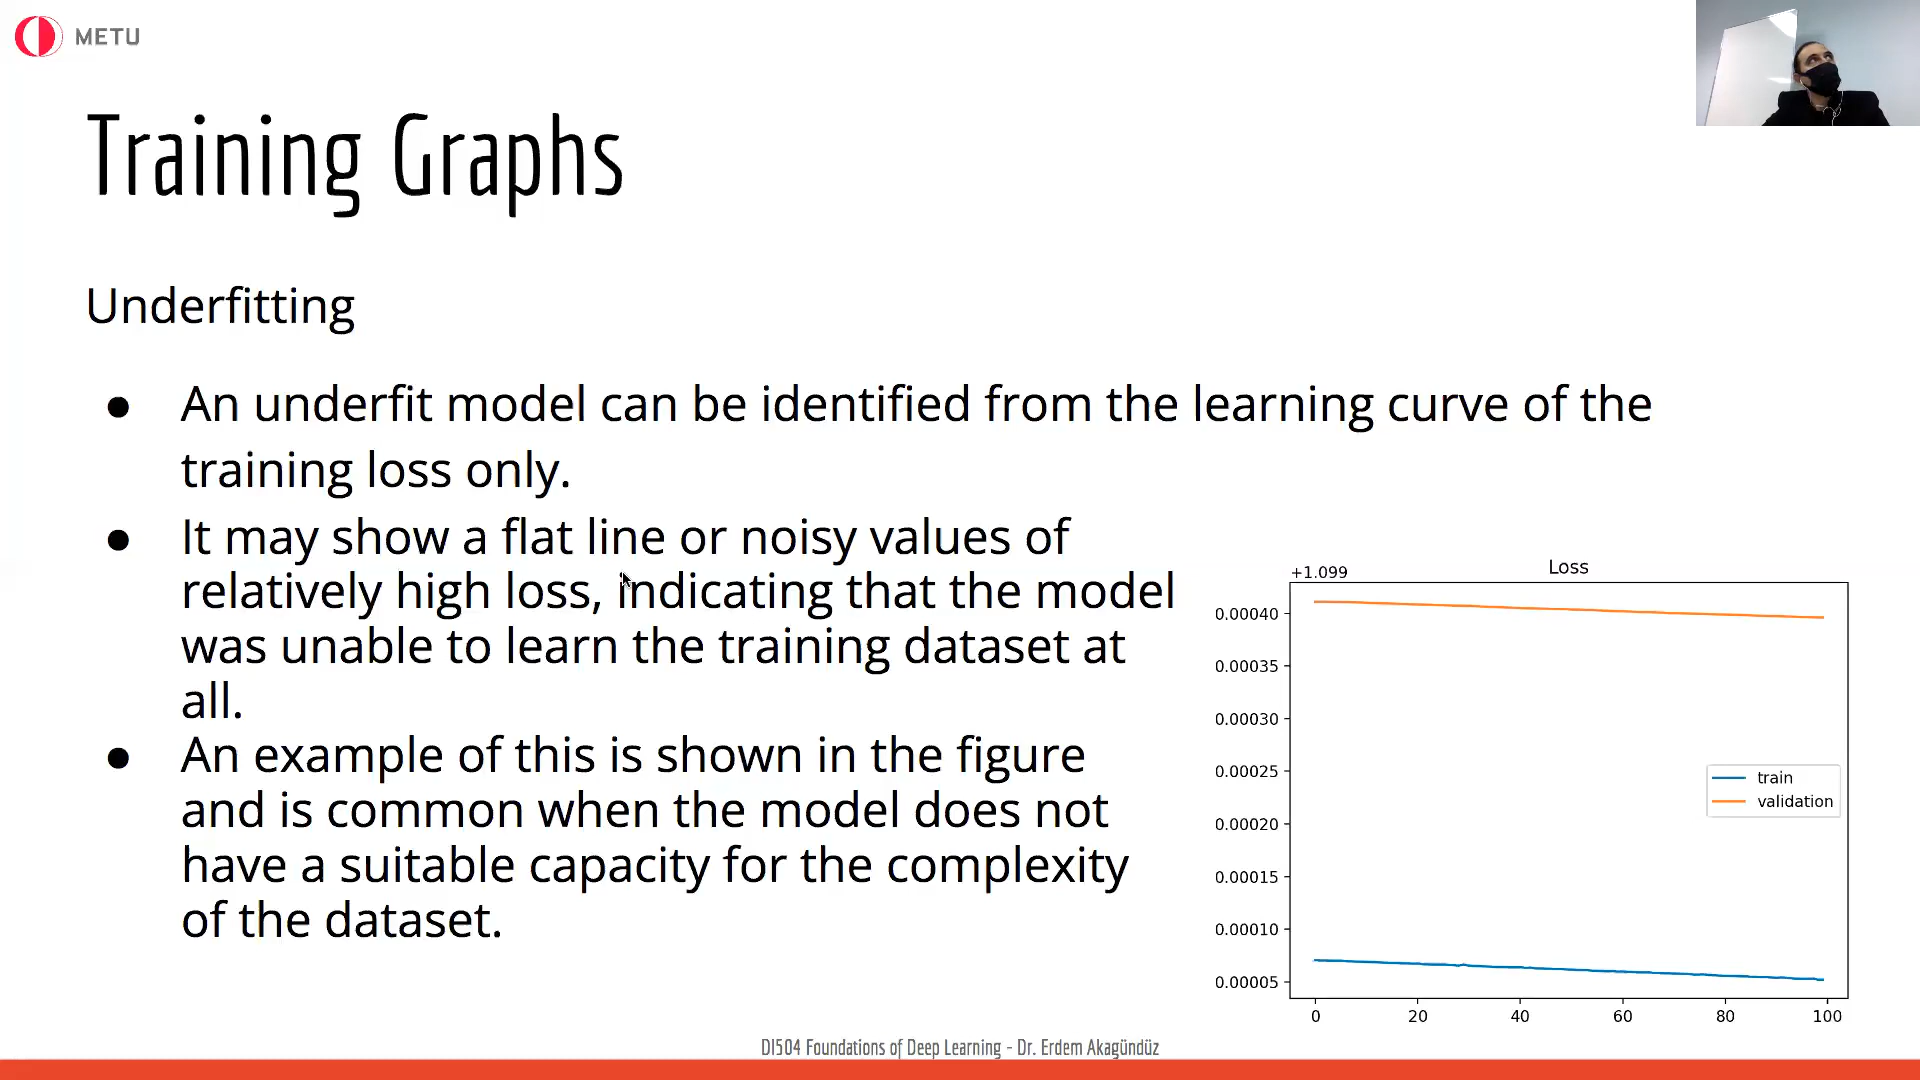 METU
Training Graphs
Underfitting
● An underfit model can be identified from the learning curve of the
training loss only.
● It may show a flat line or noisy values of
relatively high loss, indicating that the model
was unable to learn the training dataset at
all.
● An example of this is shown in the figure
and is common when the model does not
have a suitable capacity for the complexity
of the dataset.
Loss
+1.099
0.00040
0.00035
0.00030
0.00025
0.00020
0.00015
0.00010
0.00005
train
validation
0 20 40 60 80 100
DI504 Foundations of Deep Learning - Dr. Erdem Akagündüz